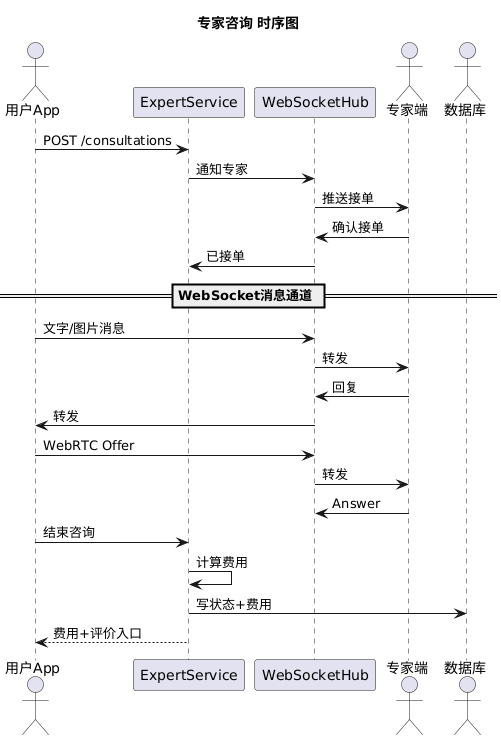 专家咨询 时序图
用户App
ExpertService
WebSocketHub
专家端
数据库
POST /consultations
通知专家
推送接单
确认接单
已接单
WebSocket消息通道
文字/图片消息
转发
回复
转发
WebRTC Offer
转发
Answer
结束咨询
计算费用
写状态+费用
费用+评价入口
用户App
ExpertService
WebSocketHub
专家端
数据库